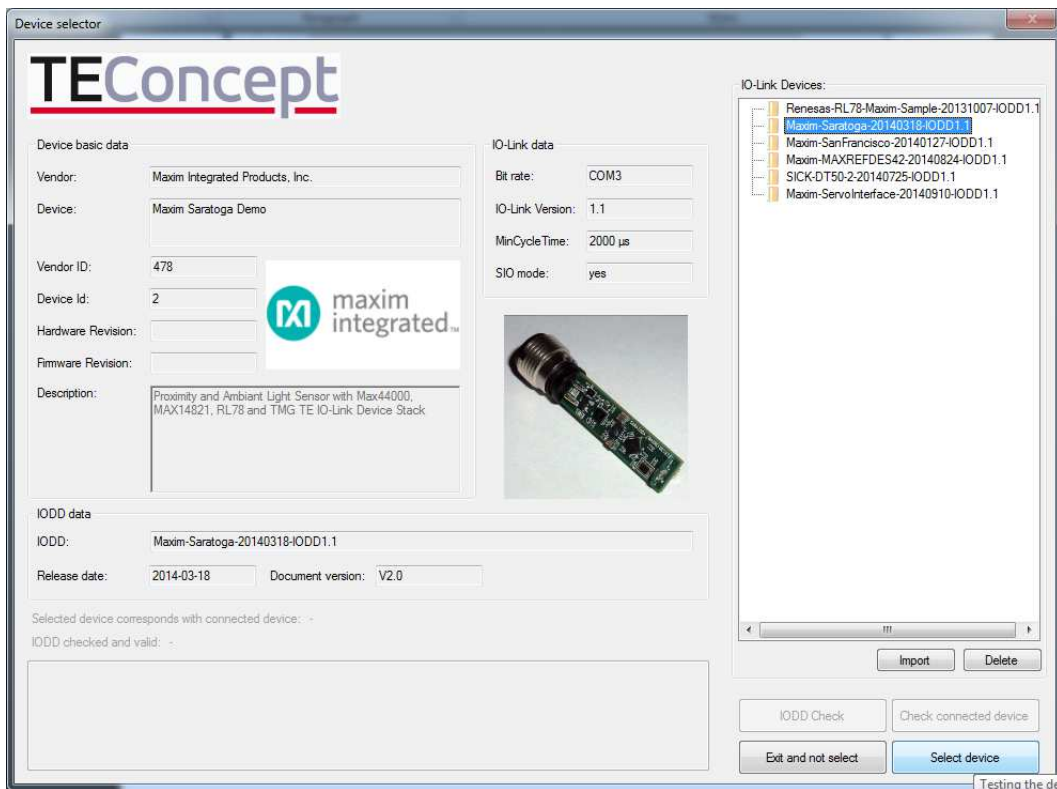 Device selector
TEConcept
Device basic data
Vendor: Maxim Integrated Products, Inc.
Device: Maxim Saratoga Demo
Vendor ID: 478
Device Id: 2
Hardware Revision:
Firmware Revision:
maxim
integrated™
Description: Proximity and Ambiant Light Sensor with Max44000,
MAX14821, RL78 and TMG TE IO-Link Device Stack
IO-Link data
Bit rate: COM3
IO-Link Version: 1.1
MinCycleTime: 2000 µs
SIO mode: yes
IODD data
IODD: Maxim-Saratoga-20140318-IODD1.1
Release date: 2014-03-18 Document version: V2.0
Selected device corresponds with connected device: -
IODD checked and valid: -
IO-Link Devices:
Renesas-RL78-Maxim-Sample-20131007-IODD1.1
Maxim-Saratoga-20140318-IODD1.1
Maxim-SanFrancisco-20140127-IODD1.1
Maxim-MAXREFDES42-20140824-IODD1.1
SICK-DT50-2-20140725-IODD1.1
Maxim-ServoInterface-20140910-IODD1.1
Import Delete
IODD Check Check connected device
Exit and not select Select device
Testing the de